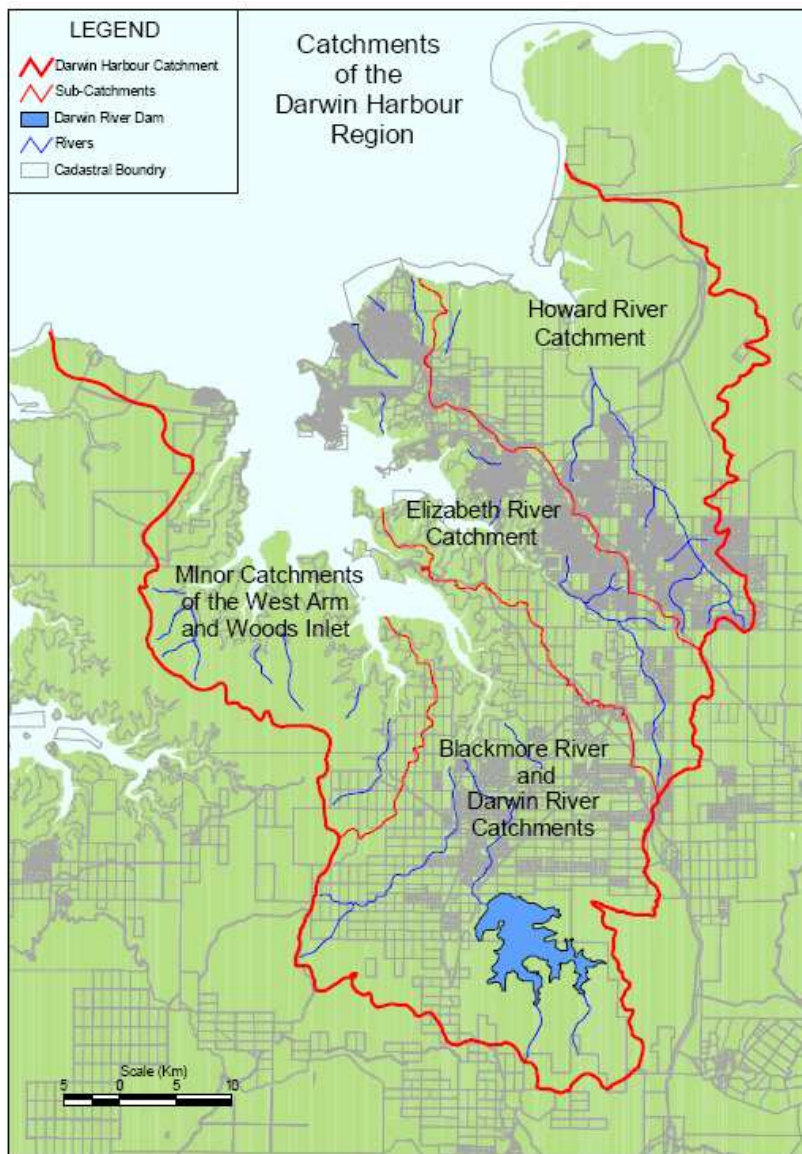 LEGEND
Darwin Harbour Catchment
Sub-Catchments
Darwin River Dam
Rivers
Cadastral Boundry
Catchments
of the
Darwin Harbour
Region
Howard River
Catchment
Elizabeth River
Catchment
MInor Catchments
of the West Arm
and Woods Inlet
Blackmore River
and
Darwin River
Catchments
Scale (Km)
5 0 5 10